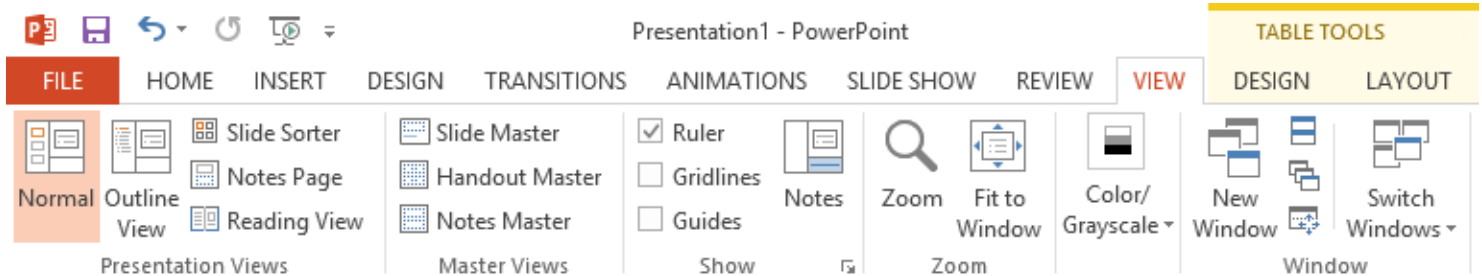 Presentation1 - PowerPoint TABLE TOOLS
FILE HOME INSERT DESIGN TRANSITIONS ANIMATIONS SLIDE SHOW REVIEW VIEW DESIGN LAYOUT
Normal
Outline
View
Slide Sorter
Notes Page
Reading View
Presentation Views
Slide Master
Handout Master
Notes Master
Master Views
Ruler
Gridlines
Guides
Notes
Show
Zoom
Fit to
Window
Zoom
Color/
Grayscale
New
Window
Switch
Windows
Window